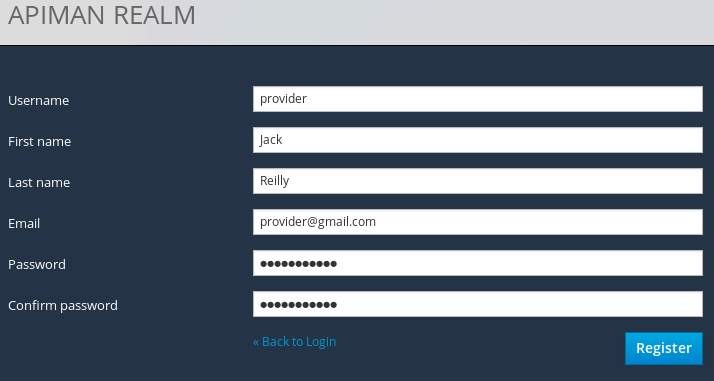 APIMAN REALM
Username provider
First name Jack
Last name Reilly
Email provider@gmail.com
Password ●●●●●●●●●●●
Confirm password ●●●●●●●●●●●
« Back to Login Register